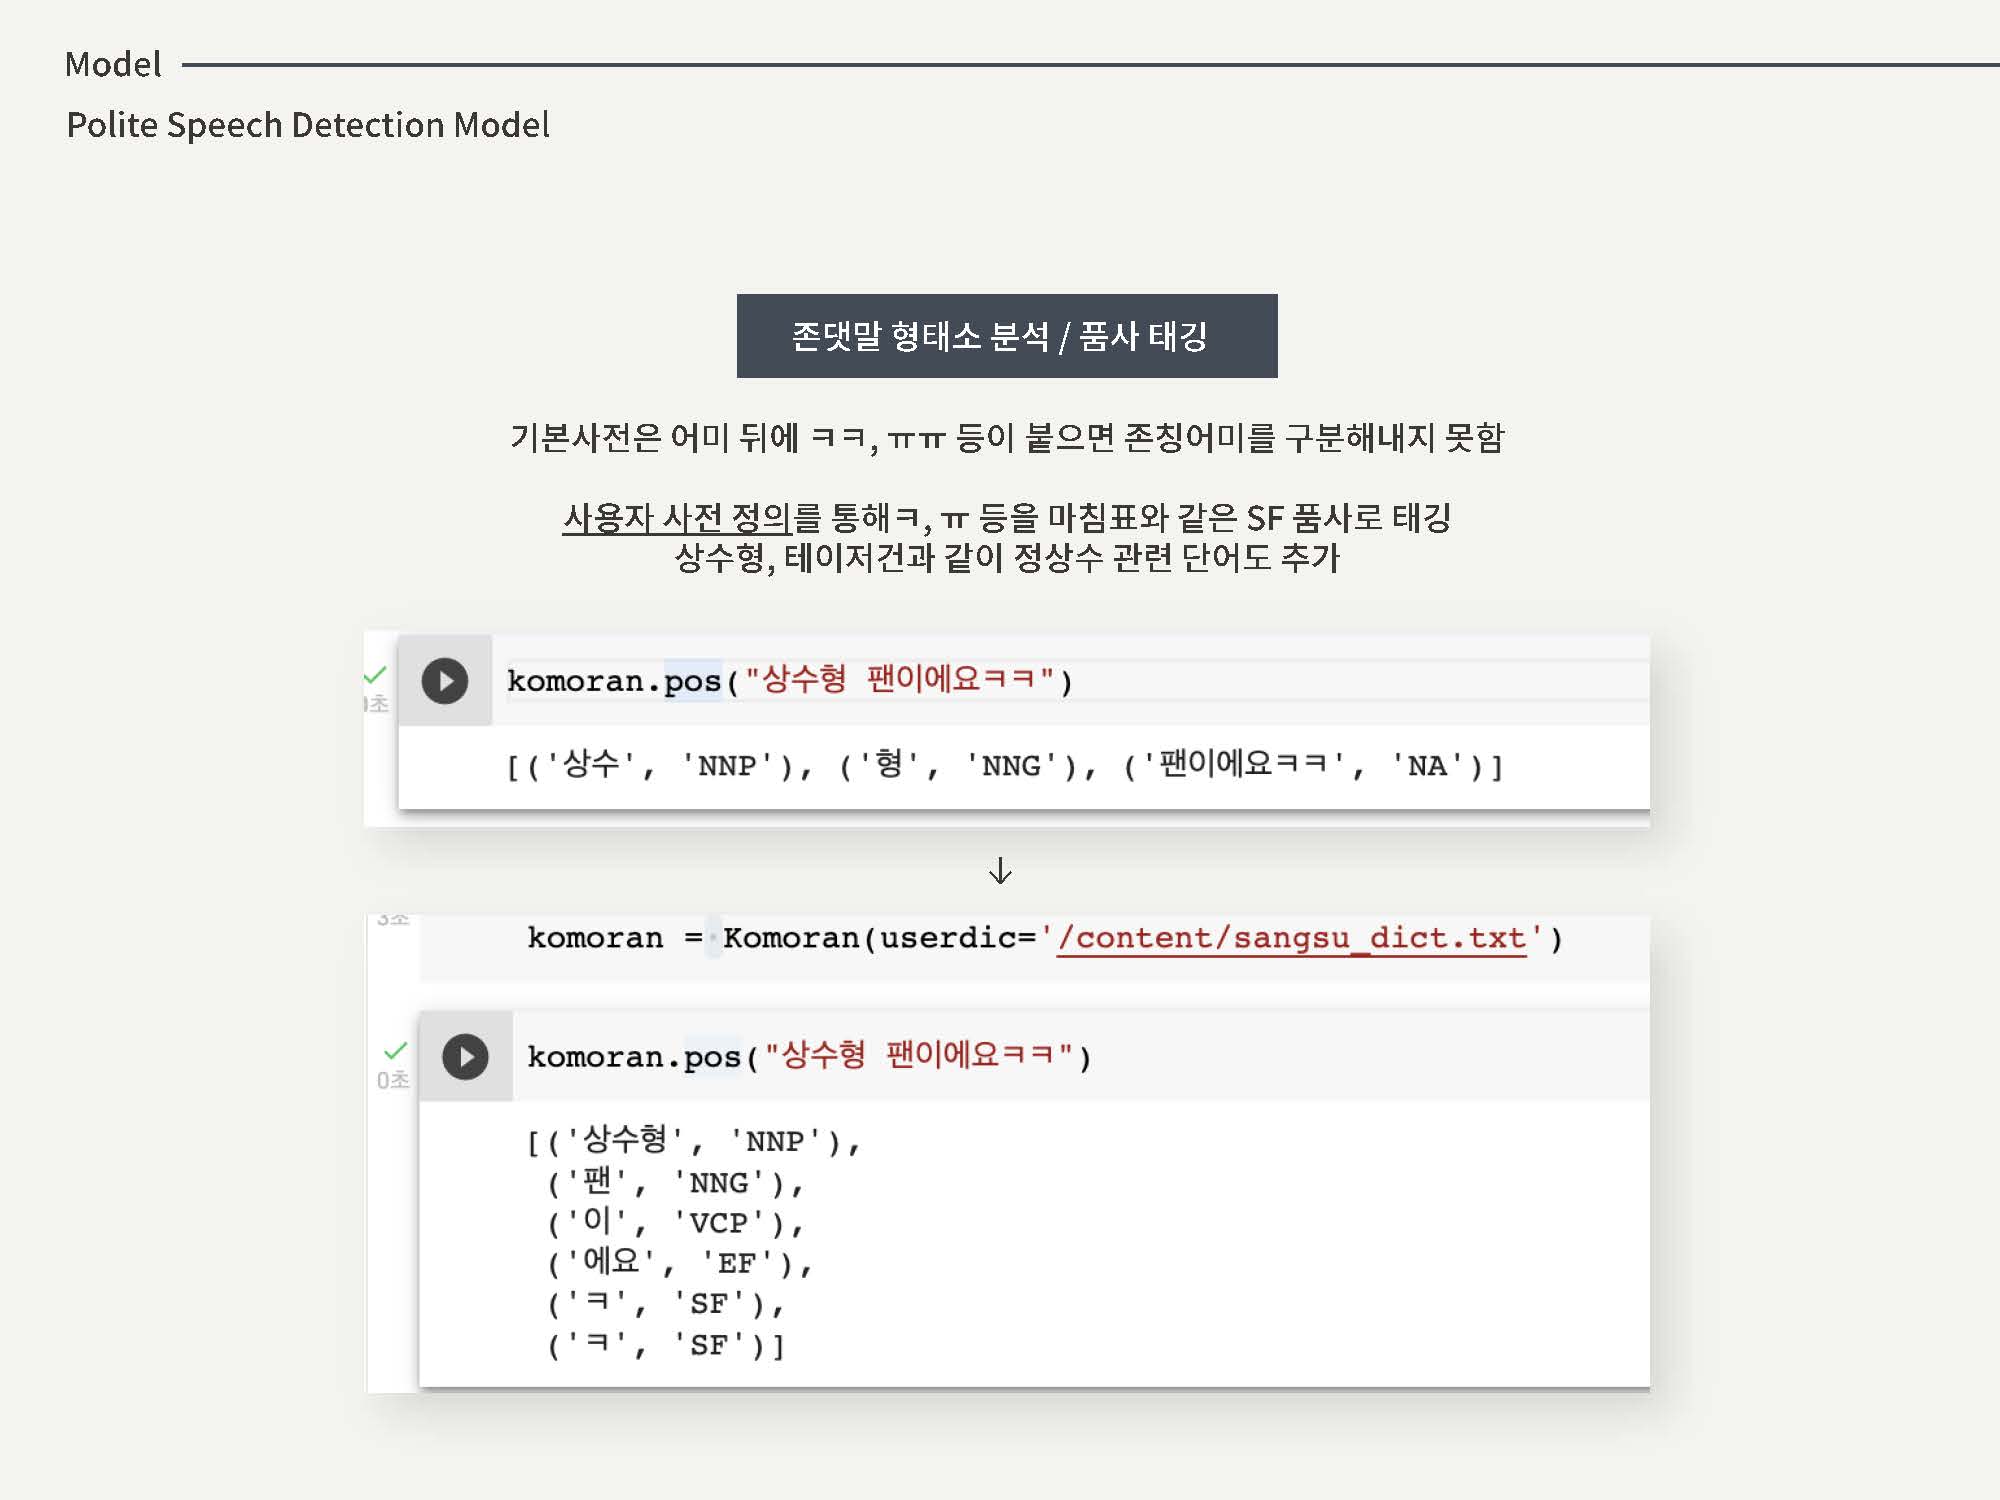 Model
Polite Speech Detection Model
존댓말 형태소 분석 / 품사 태깅
기본사전은 어미 뒤에 ㅋㅋ, ㅠㅠ 등이 붙으면 존칭어미를 구분해내지 못함
사용자 사전 정의를 통해ㅋ, ㅠ 등을 마침표와 같은 SF 품사로 태깅
상수형, 테이저건과 같이 정상수 관련 단어도 추가
komoran.pos("상수형 팬이에요ㅋㅋ")
0초
[('상수', 'NNP'), ('형', 'NNG'), ('팬이에요ㅋㅋ', 'NA')]
↓
3초
komoran = Komoran(userdic='/content/sangsu_dict.txt')
komoran.pos("상수형 팬이에요ㅋㅋ")
0초
[('상수형', 'NNP'),
('팬', 'NNG'),
('이', 'VCP'),
('에요', 'EF'),
('ㅋ', 'SF'),
('ㅋ', 'SF')]